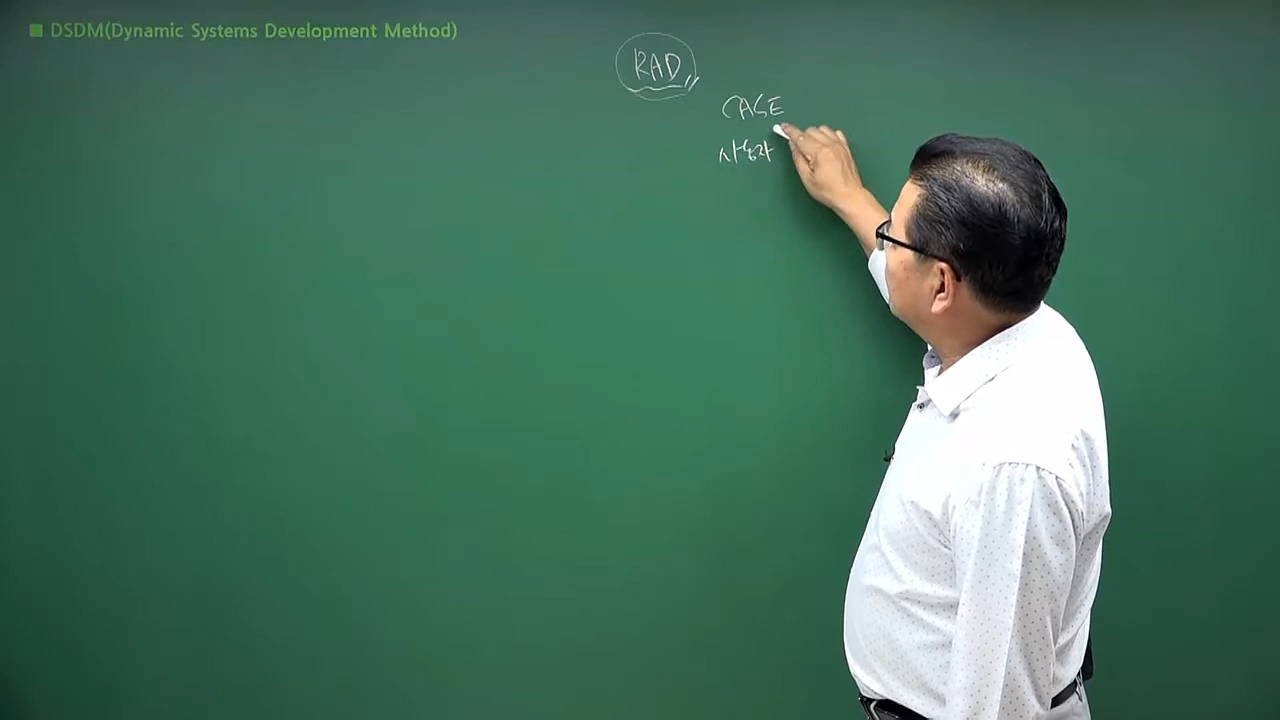 ■ DSDM(Dynamic Systems Development Method)
RAD
CASE
사용자